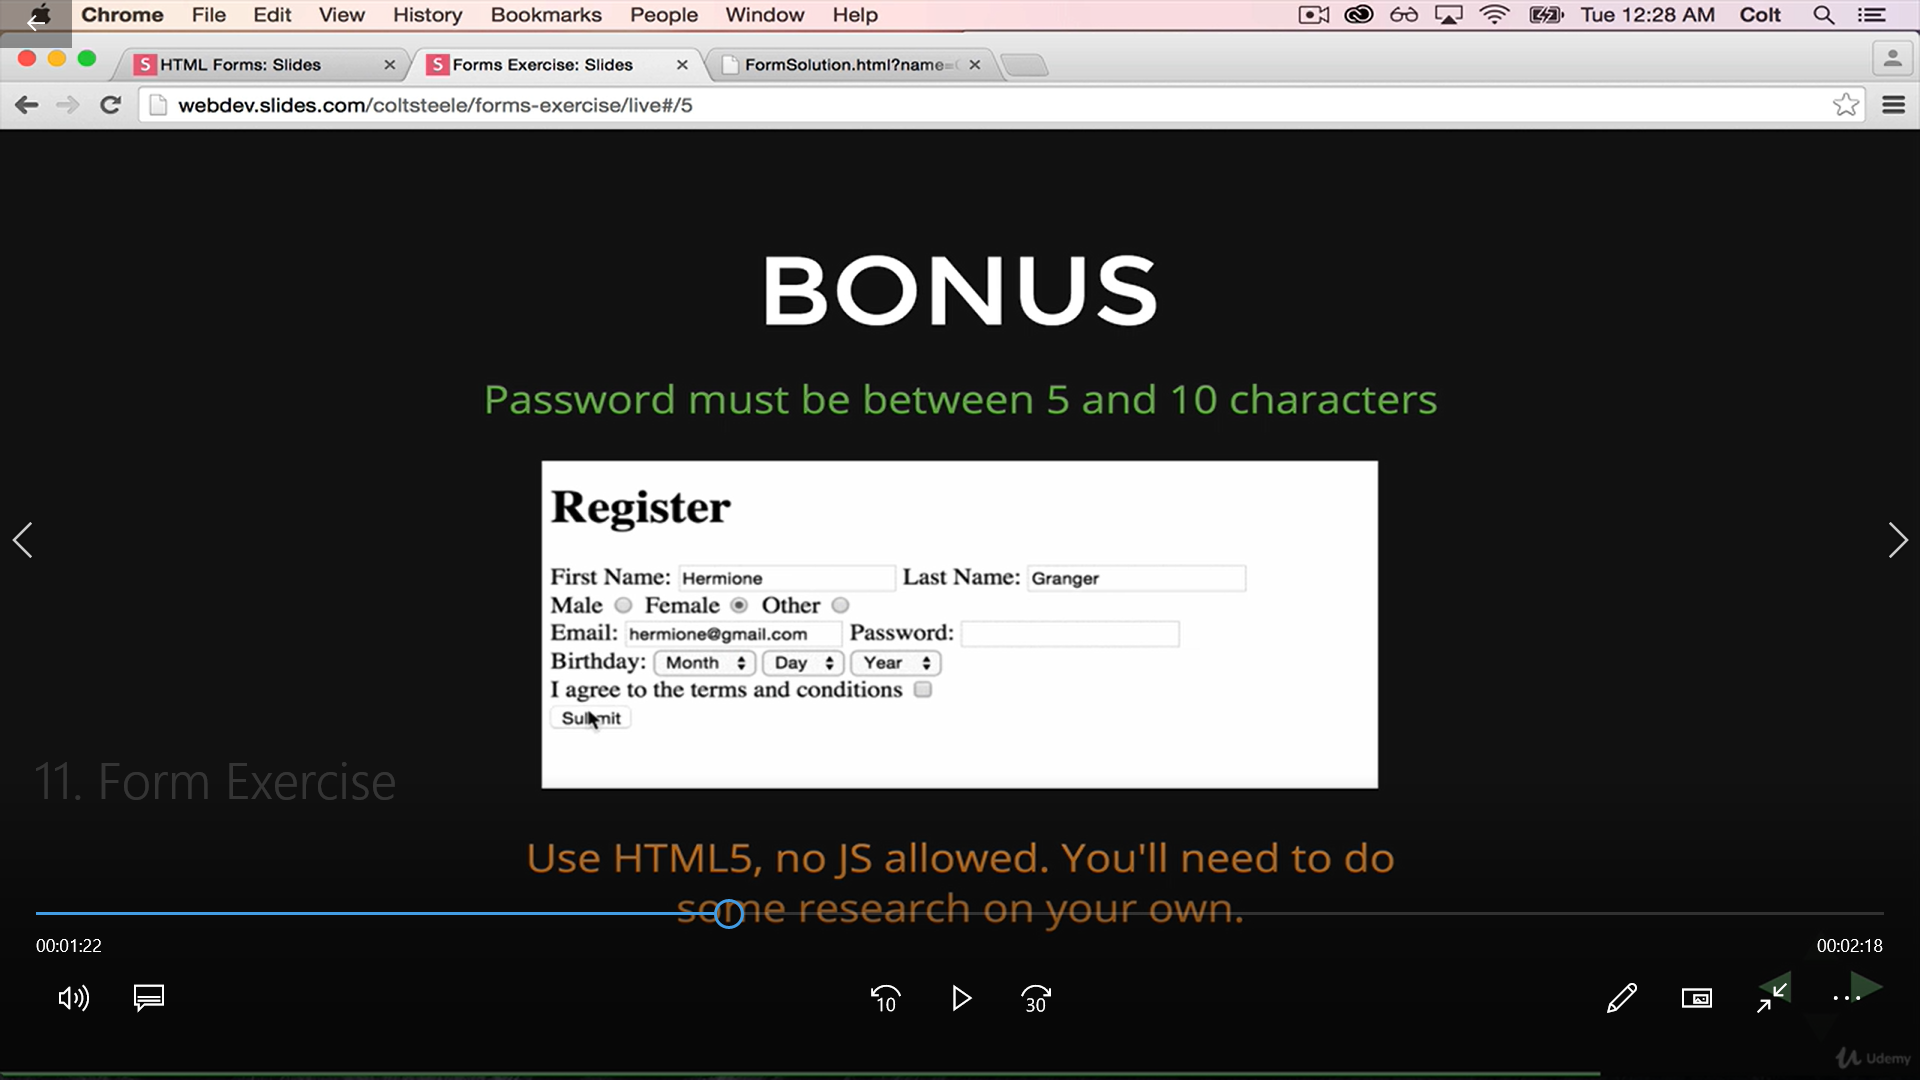 Chrome File Edit View History Bookmarks People Window Help Tue 12:28 AM Colt
HTML Forms: Slides Forms Exercise: Slides FormSolution.html?name=
webdev.slides.com/coltsteele/forms-exercise/live#/5
BONUS
Password must be between 5 and 10 characters
Register
First Name: Hermione Last Name: Granger
Male Female Other
Email: hermione@gmail.com Password:
Birthday: Month Day Year
I agree to the terms and conditions
Submit
11. Form Exercise
Use HTML5, no JS allowed. You'll need to do
some research on your own.
00:01:22 00:02:18
10 30
Udemy